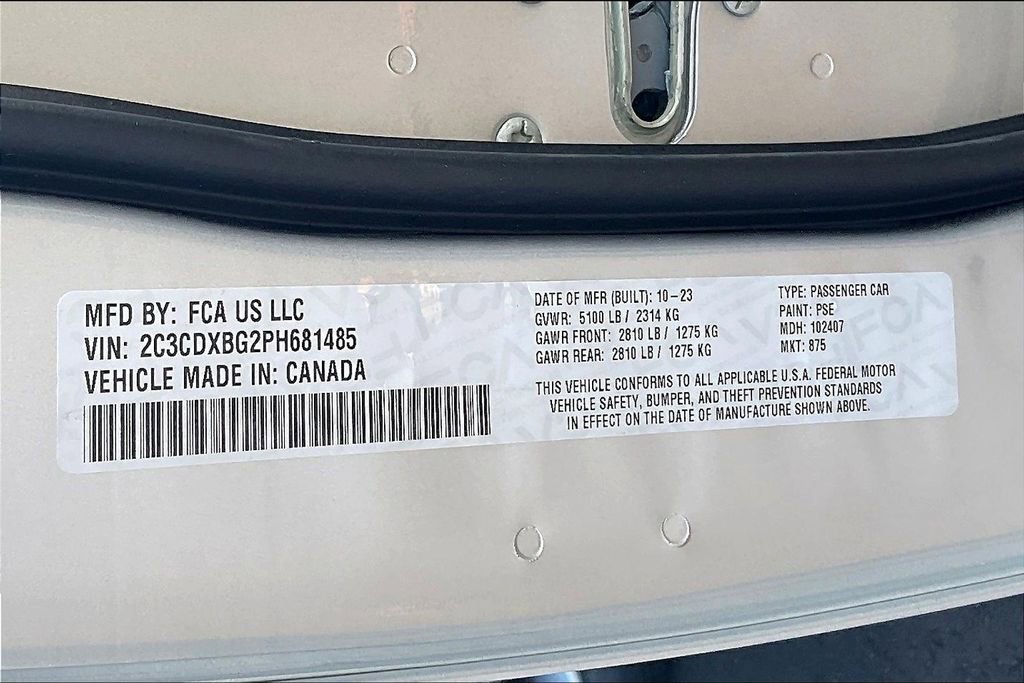 MFD BY: FCA US LLC
VIN: 2C3CDXBG2PH681485
VEHICLE MADE IN: CANADA
DATE OF MFR (BUILT): 10-23
GVWR: 5100 LB / 2314 KG
GAWR FRONT: 2810 LB / 1275 KG
GAWR REAR: 2810 LB / 1275 KG
TYPE: PASSENGER CAR
PAINT: PSE
MDH: 102407
MKT: 875
THIS VEHICLE CONFORMS TO ALL APPLICABLE U.S.A. FEDERAL MOTOR
VEHICLE SAFETY, BUMPER, AND THEFT PREVENTION STANDARDS
IN EFFECT ON THE DATE OF MANUFACTURE SHOWN ABOVE.